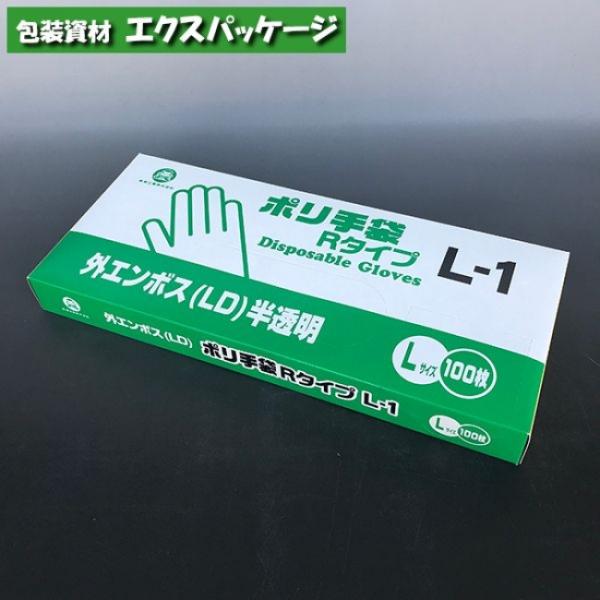 包装資材 エクスパッケージ
ポリ手袋
Rタイプ
Disposable Gloves
L-1
外エンボス(LD)半透明
Lサイズ 100枚
外エンボス(LD) ポリ手袋Rタイプ L-1
Lサイズ 100枚